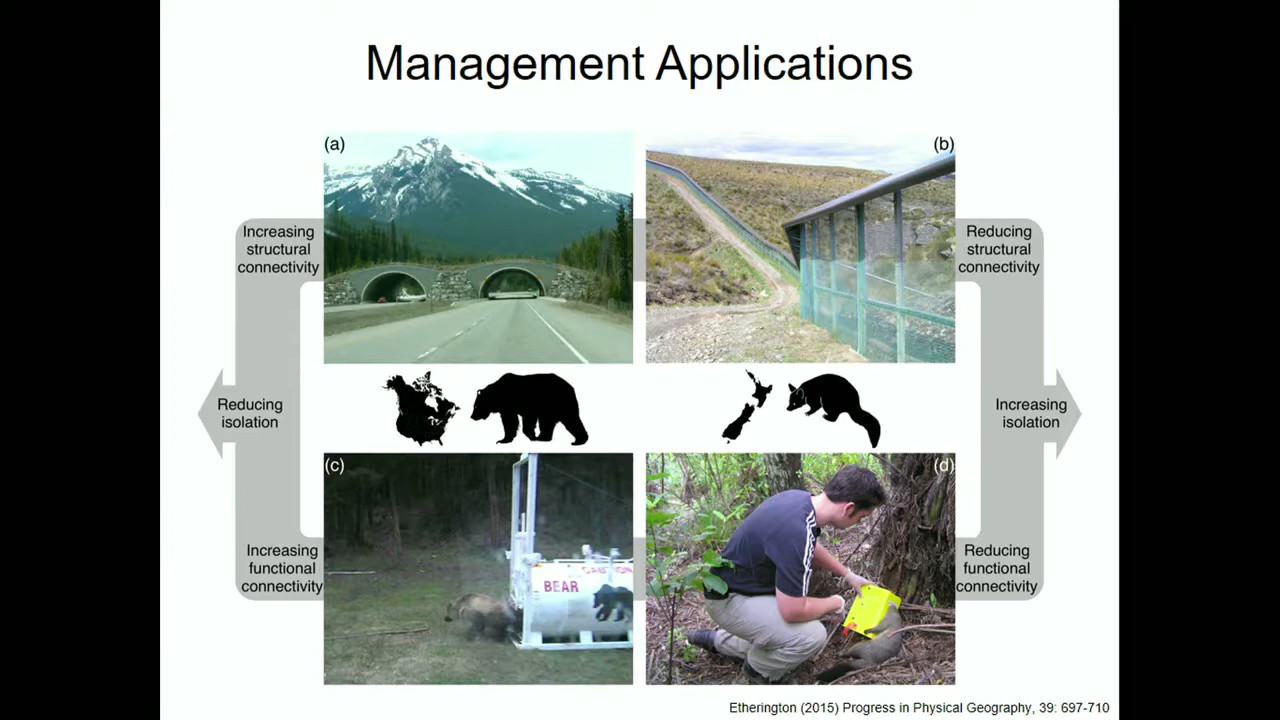 Management Applications
(a)
(b)
Increasing
structural
connectivity
Reducing
structural
connectivity
Reducing
isolation
Increasing
isolation
(c)
(d)
Increasing
functional
connectivity
BEAR
Reducing
functional
connectivity
Etherington (2015) Progress in Physical Geography, 39: 697-710